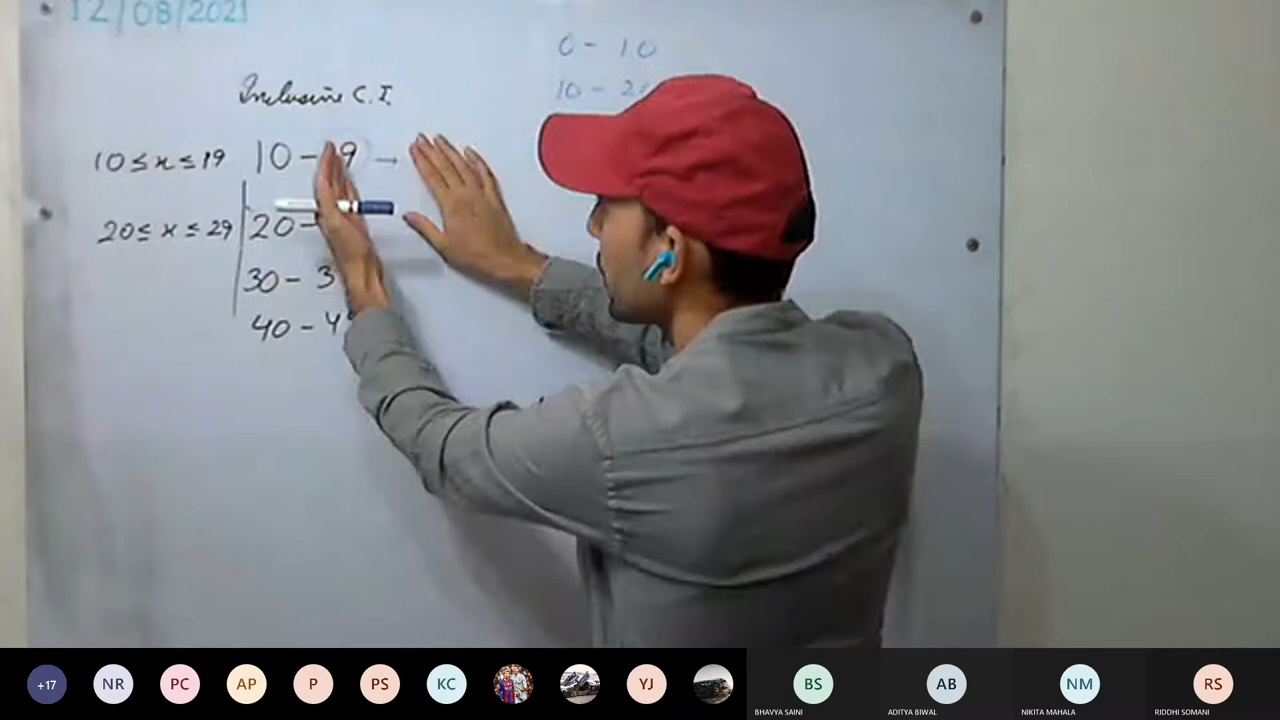 12/08/2021
0 - 10
10 - 20
Inclusive C.I.
10 ≤ x ≤ 19 10 - 19 →
20 ≤ x ≤ 29 20 -
30 - 3
40 - 4
+17 NR PC AP P PS KC YJ BS AB NM RS
BHAVYA SAINI ADITYA BIWAL NIKITA MAHALA RIDDHI SOMANI